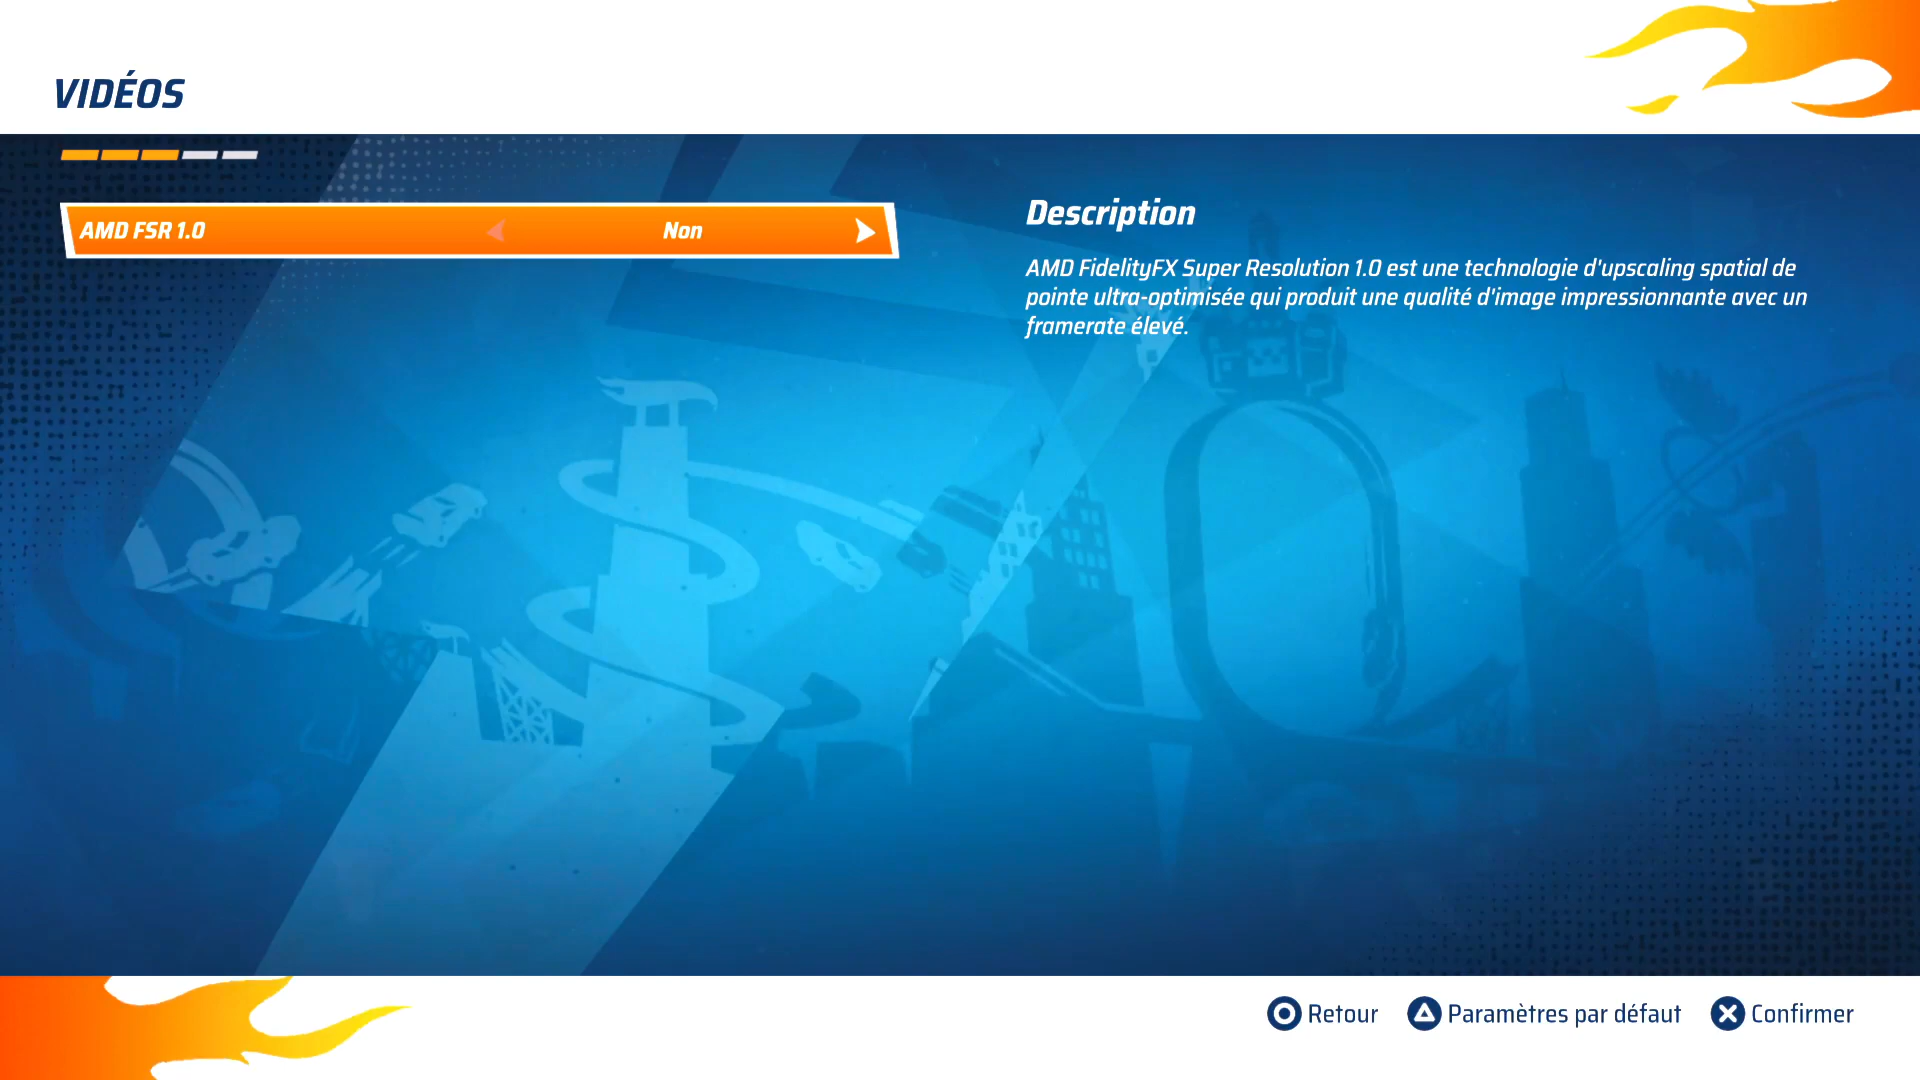 VIDÉOS
AMD FSR 1.0
Non
Description
AMD FidelityFX Super Resolution 1.0 est une technologie d'upscaling spatial de
pointe ultra-optimisée qui produit une qualité d'image impressionnante avec un
framerate élevé.
Retour
Paramètres par défaut
Confirmer